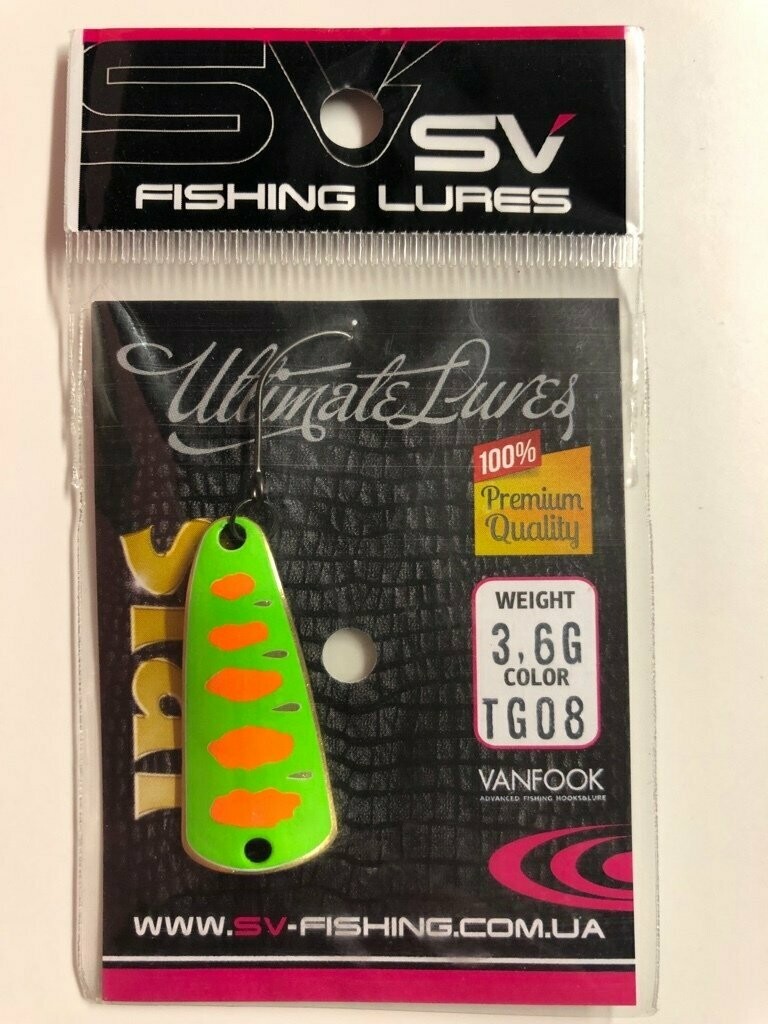 SV
SV
FISHING LURES
Ultimate Lures
100%
Premium
Quality
IRIS
WEIGHT
3,6G
COLOR
TG08
VANFOOK
ADVANCED FISHING HOOKS&LURE
WWW.SV-FISHING.COM.UA